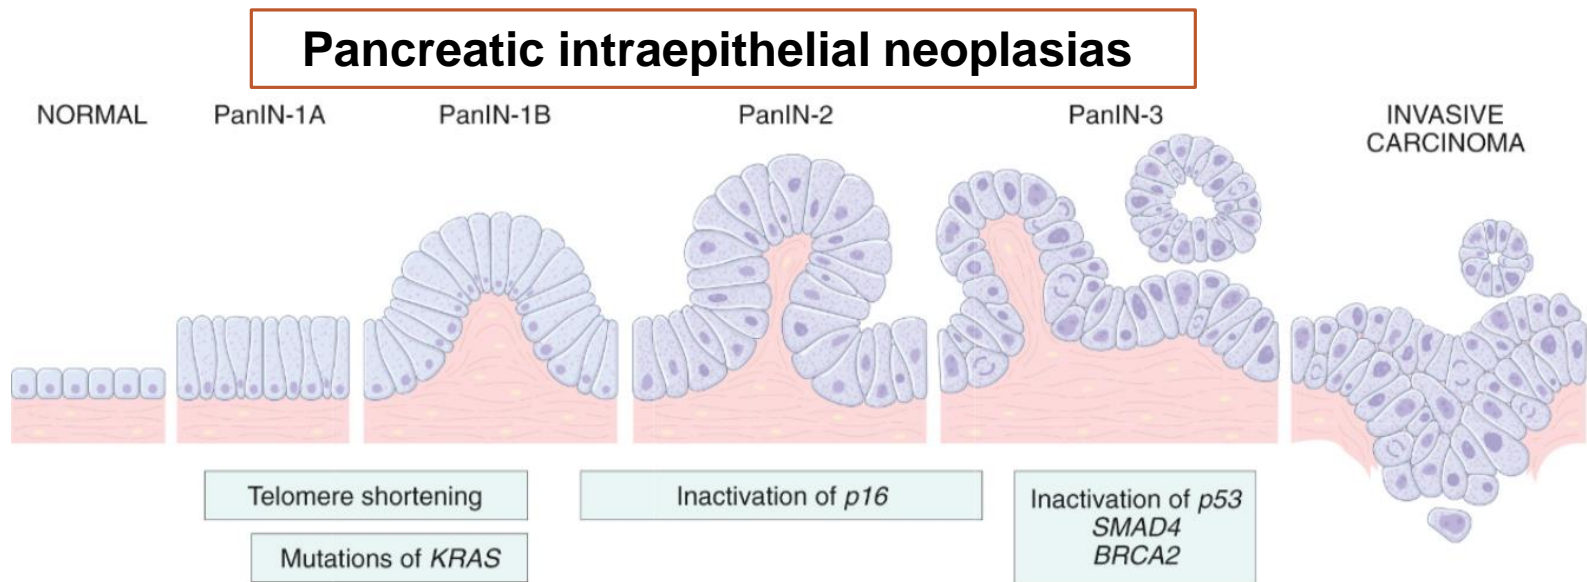 Pancreatic intraepithelial neoplasias
NORMAL
PanIN-1A
PanIN-1B
PanIN-2
PanIN-3
INVASIVE
CARCINOMA
Telomere shortening
Mutations of KRAS
Inactivation of p16
Inactivation of p53
SMAD4
BRCA2